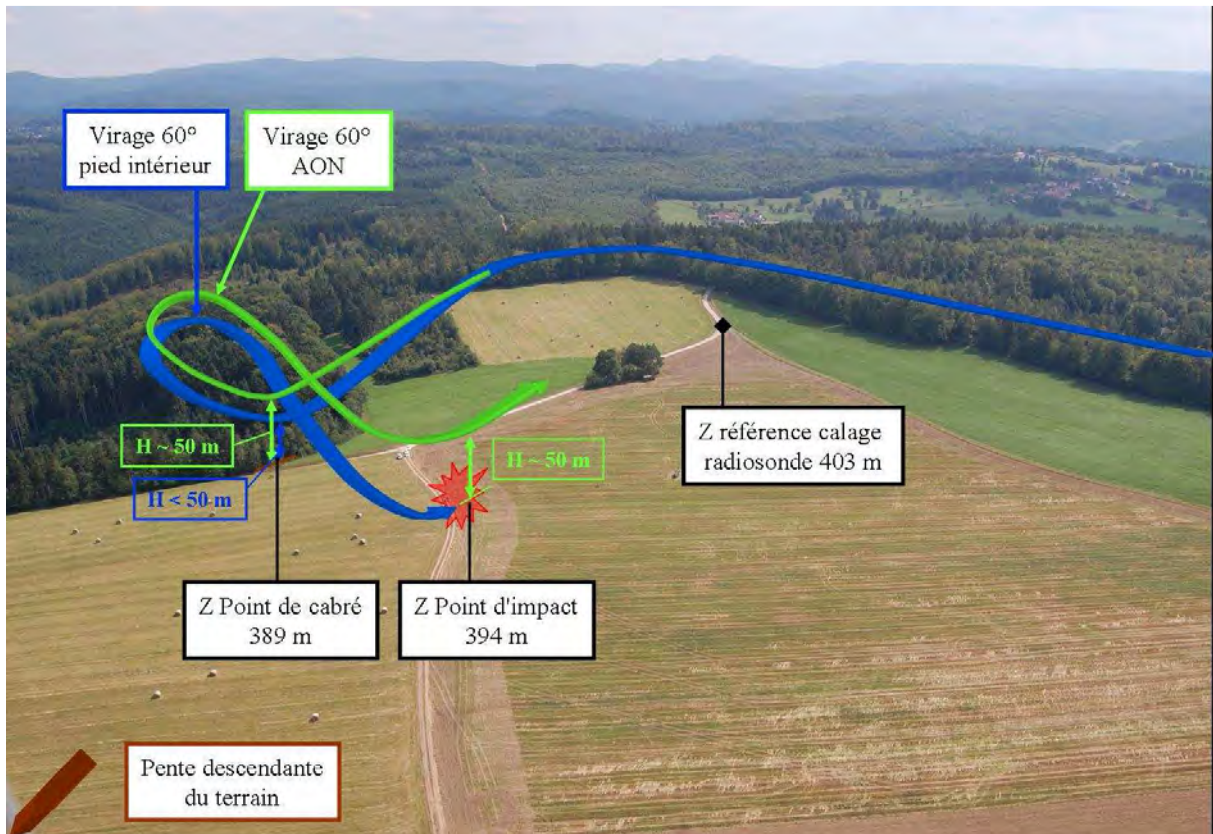 Virage 60°
pied intérieur
Virage 60°
AON
H ~ 50 m
H < 50 m
H ~ 50 m
Z référence calage
radiosonde 403 m
Z Point de cabré
389 m
Z Point d'impact
394 m
Pente descendante
du terrain